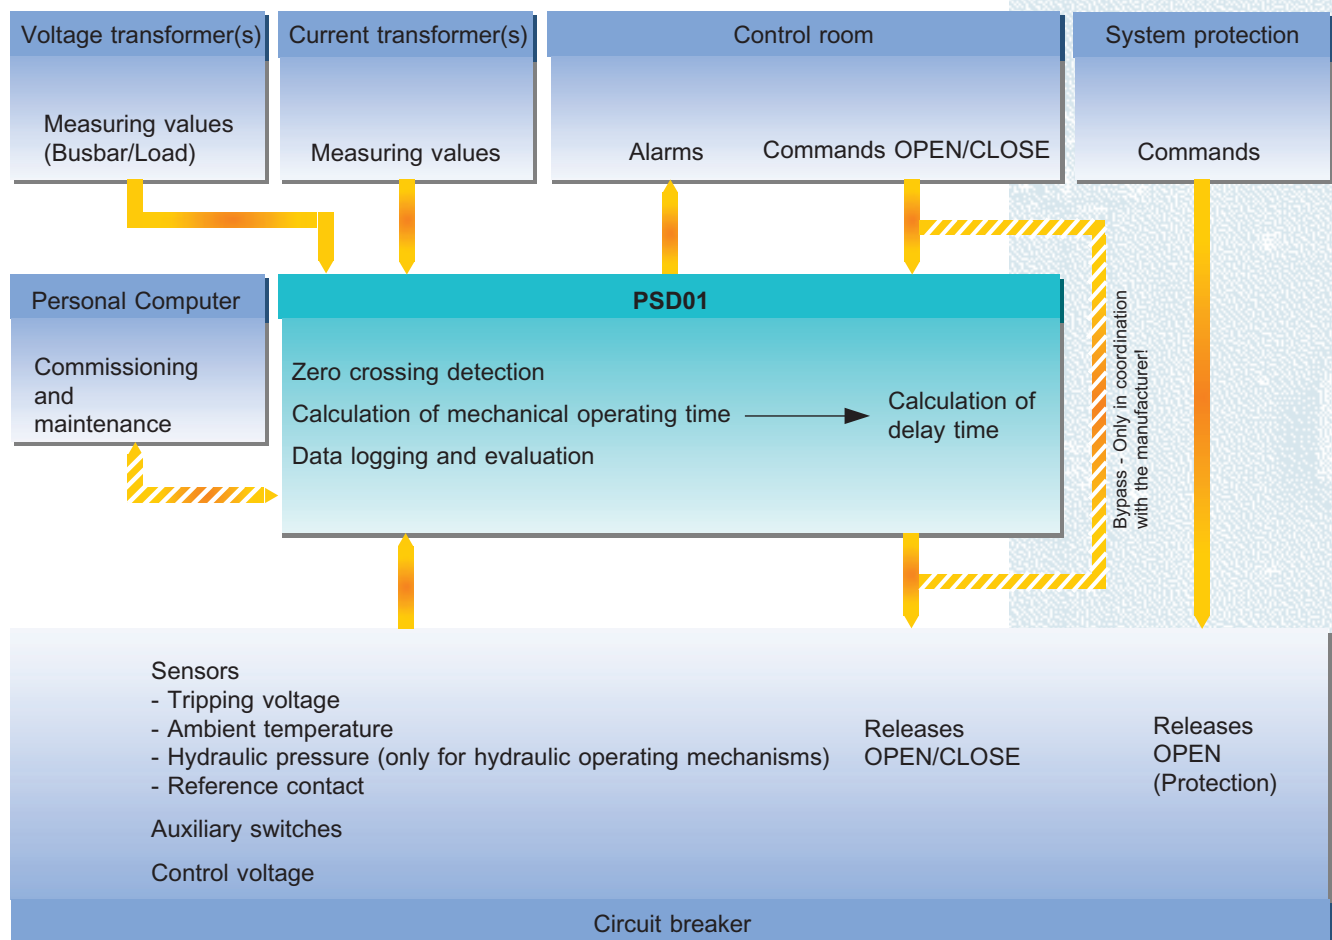 Voltage transformer(s)
Measuring values
(Busbar/Load)
Current transformer(s)
Measuring values
Control room
Alarms
Commands OPEN/CLOSE
System protection
Commands
Personal Computer
Commissioning
and
maintenance
PSD01
Zero crossing detection
Calculation of mechanical operating time
Data logging and evaluation
Calculation of
delay time
Bypass - Only in coordination
with the manufacturer!
Sensors
- Tripping voltage
- Ambient temperature
- Hydraulic pressure (only for hydraulic operating mechanisms)
- Reference contact
Auxiliary switches
Control voltage
Releases
OPEN/CLOSE
Releases
OPEN
(Protection)
Circuit breaker